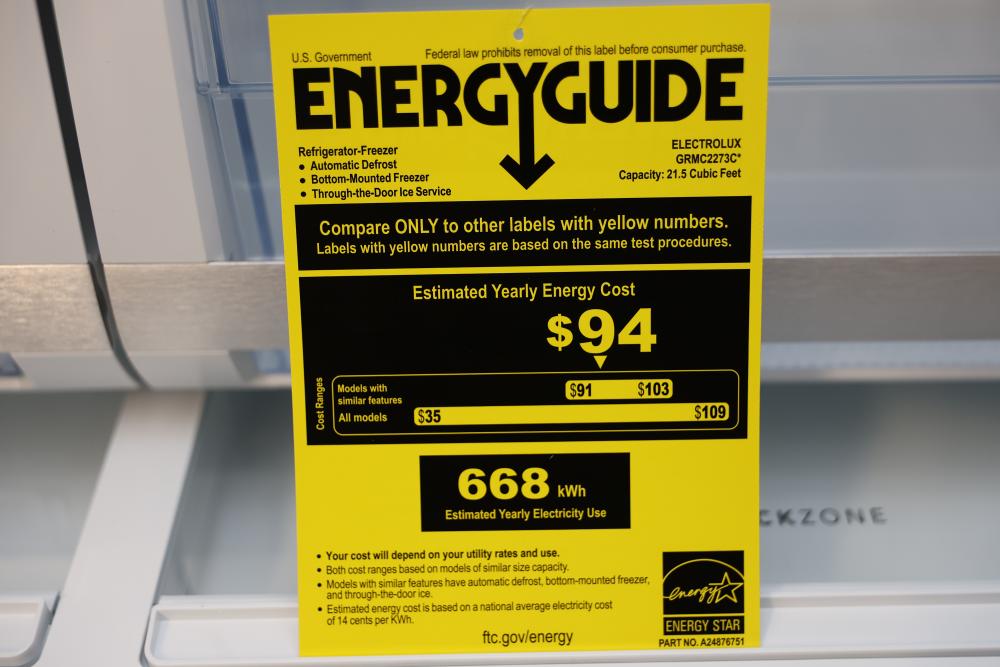 U.S. Government
Federal law prohibits removal of this label before consumer purchase.
ENERGYGUIDE
Refrigerator-Freezer
• Automatic Defrost
• Bottom-Mounted Freezer
• Through-the-Door Ice Service
ELECTROLUX
GRMC2273C*
Capacity: 21.5 Cubic Feet
Compare ONLY to other labels with yellow numbers.
Labels with yellow numbers are based on the same test procedures.
Estimated Yearly Energy Cost
$94
Cost Ranges
Models with
similar features
$91 $103
All models
$35 $109
668 kWh
Estimated Yearly Electricity Use
• Your cost will depend on your utility rates and use.
• Both cost ranges based on models of similar size capacity.
• Models with similar features have automatic defrost, bottom-mounted freezer,
and through-the-door ice.
• Estimated energy cost is based on a national average electricity cost
of 14 cents per KWh.
ftc.gov/energy
energy
ENERGY STAR
PART NO. A24876751
CKZONE